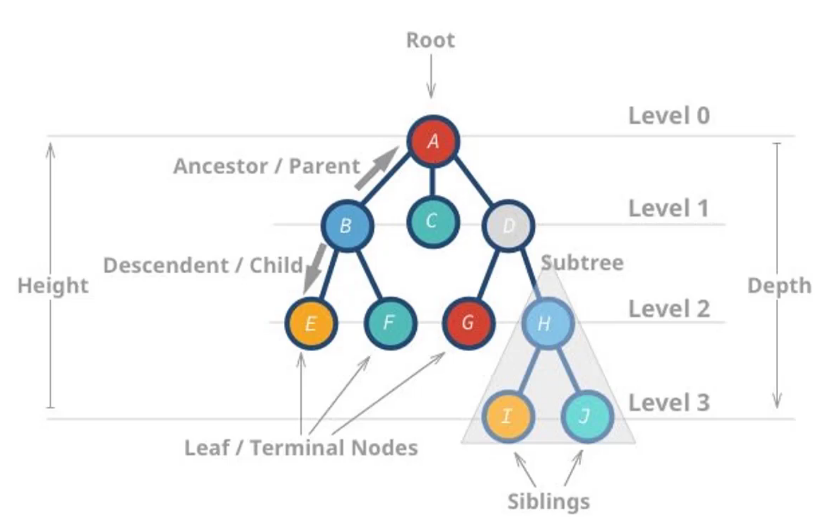 Root
Level 0
A
Ancestor / Parent
Level 1
B
C
D
Descendent / Child
Subtree
Height
Depth
Level 2
E
F
G
H
Level 3
I
J
Leaf / Terminal Nodes
Siblings